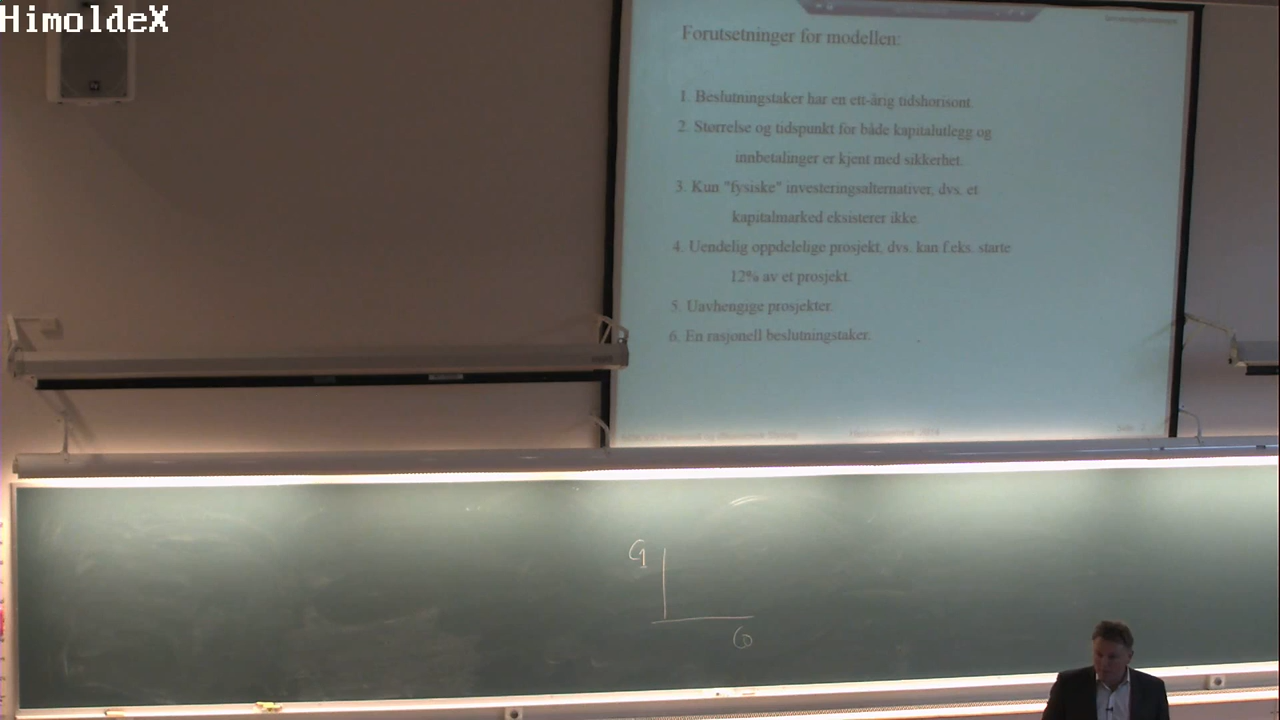 HimoldeX
Forutsetninger for modellen:
1. Beslutningstaker har en ett-årig tidshorisont.
2. Størrelse og tidspunkt for både kapitalutlegg og
innbetalinger er kjent med sikkerhet.
3. Kun "fysiske" investeringsalternativer, dvs. et
kapitalmarked eksisterer ikke.
4. Uendelig oppdelelige prosjekt, dvs. kan f.eks. starte
12% av et prosjekt.
5. Uavhengige prosjekter.
6. En rasjonell beslutningstaker.
C1
C0